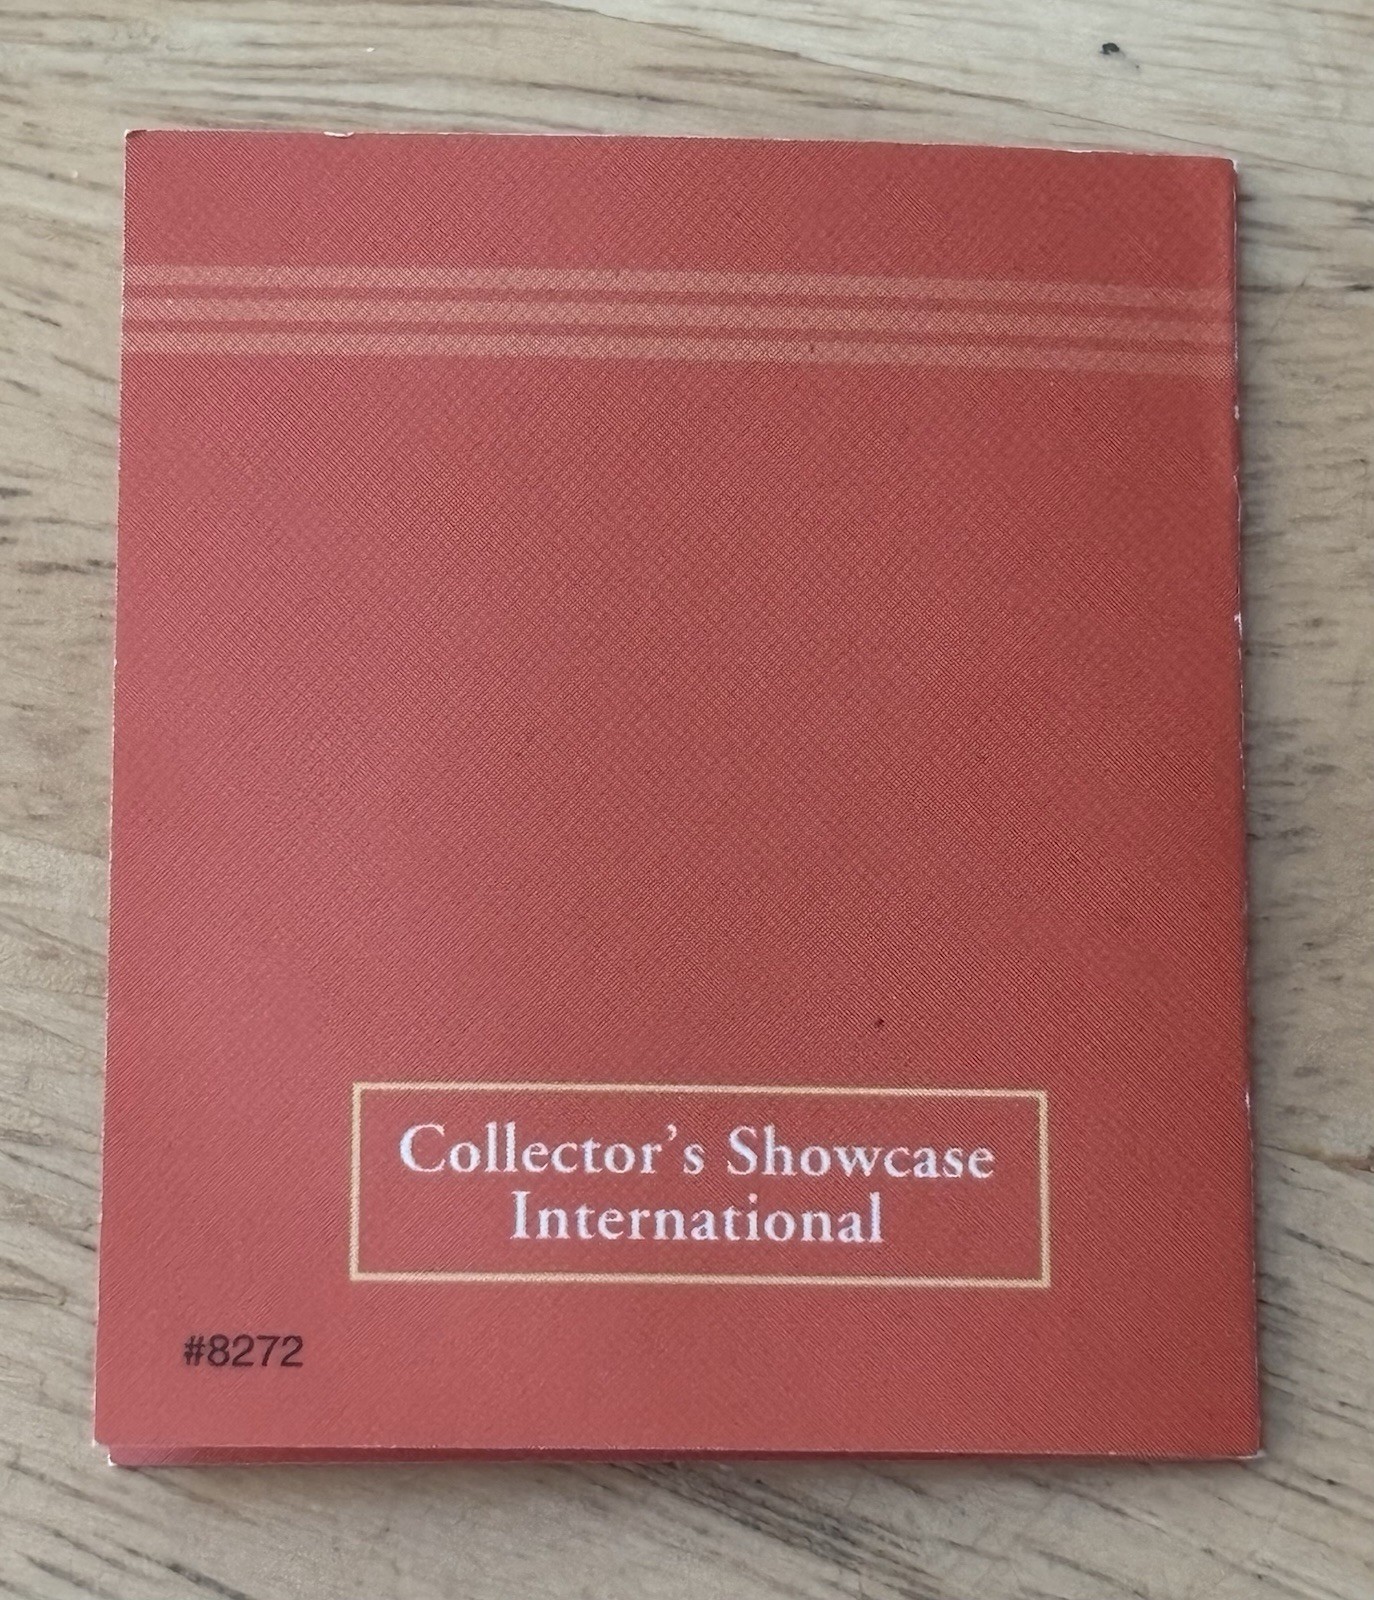 Collector’s Showcase
International
#8272